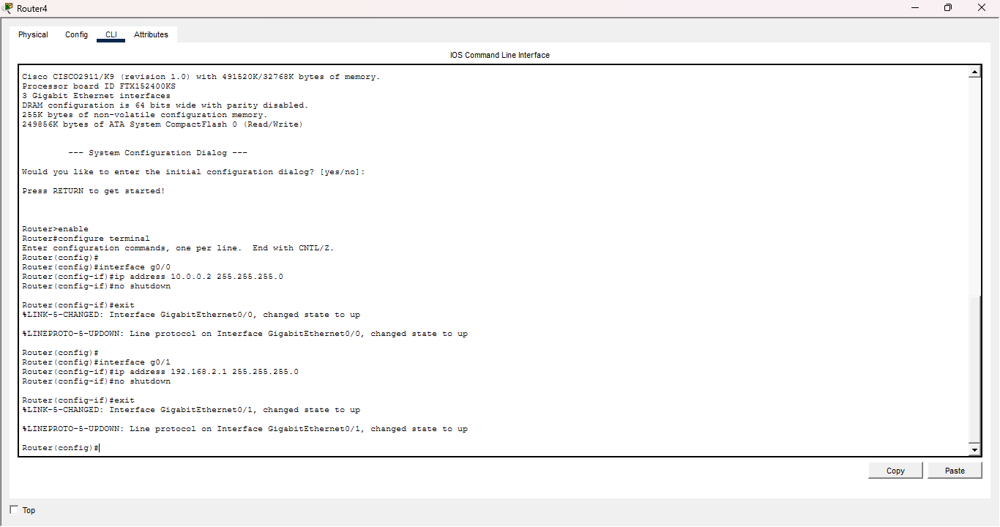 Router4
Physical Config CLI Attributes
IOS Command Line Interface
Cisco CISCO2911/K9 (revision 1.0) with 491520K/32768K bytes of memory.
Processor board ID FTX152400KS
3 Gigabit Ethernet interfaces
DRAM configuration is 64 bits wide with parity disabled.
255K bytes of non-volatile configuration memory.
249856K bytes of ATA System CompactFlash 0 (Read/Write)
--- System Configuration Dialog ---
Would you like to enter the initial configuration dialog? [yes/no]:
Press RETURN to get started!
Router>enable
Router#configure terminal
Enter configuration commands, one per line.  End with CNTL/Z.
Router(config)#
Router(config)#interface g0/0
Router(config-if)#ip address 10.0.0.2 255.255.255.0
Router(config-if)#no shutdown
Router(config-if)#exit
%LINK-5-CHANGED: Interface GigabitEthernet0/0, changed state to up
%LINEPROTO-5-UPDOWN: Line protocol on Interface GigabitEthernet0/0, changed state to up
Router(config)#
Router(config)#interface g0/1
Router(config-if)#ip address 192.168.2.1 255.255.255.0
Router(config-if)#no shutdown
Router(config-if)#exit
%LINK-5-CHANGED: Interface GigabitEthernet0/1, changed state to up
%LINEPROTO-5-UPDOWN: Line protocol on Interface GigabitEthernet0/1, changed state to up
Router(config)#
Copy Paste
Top